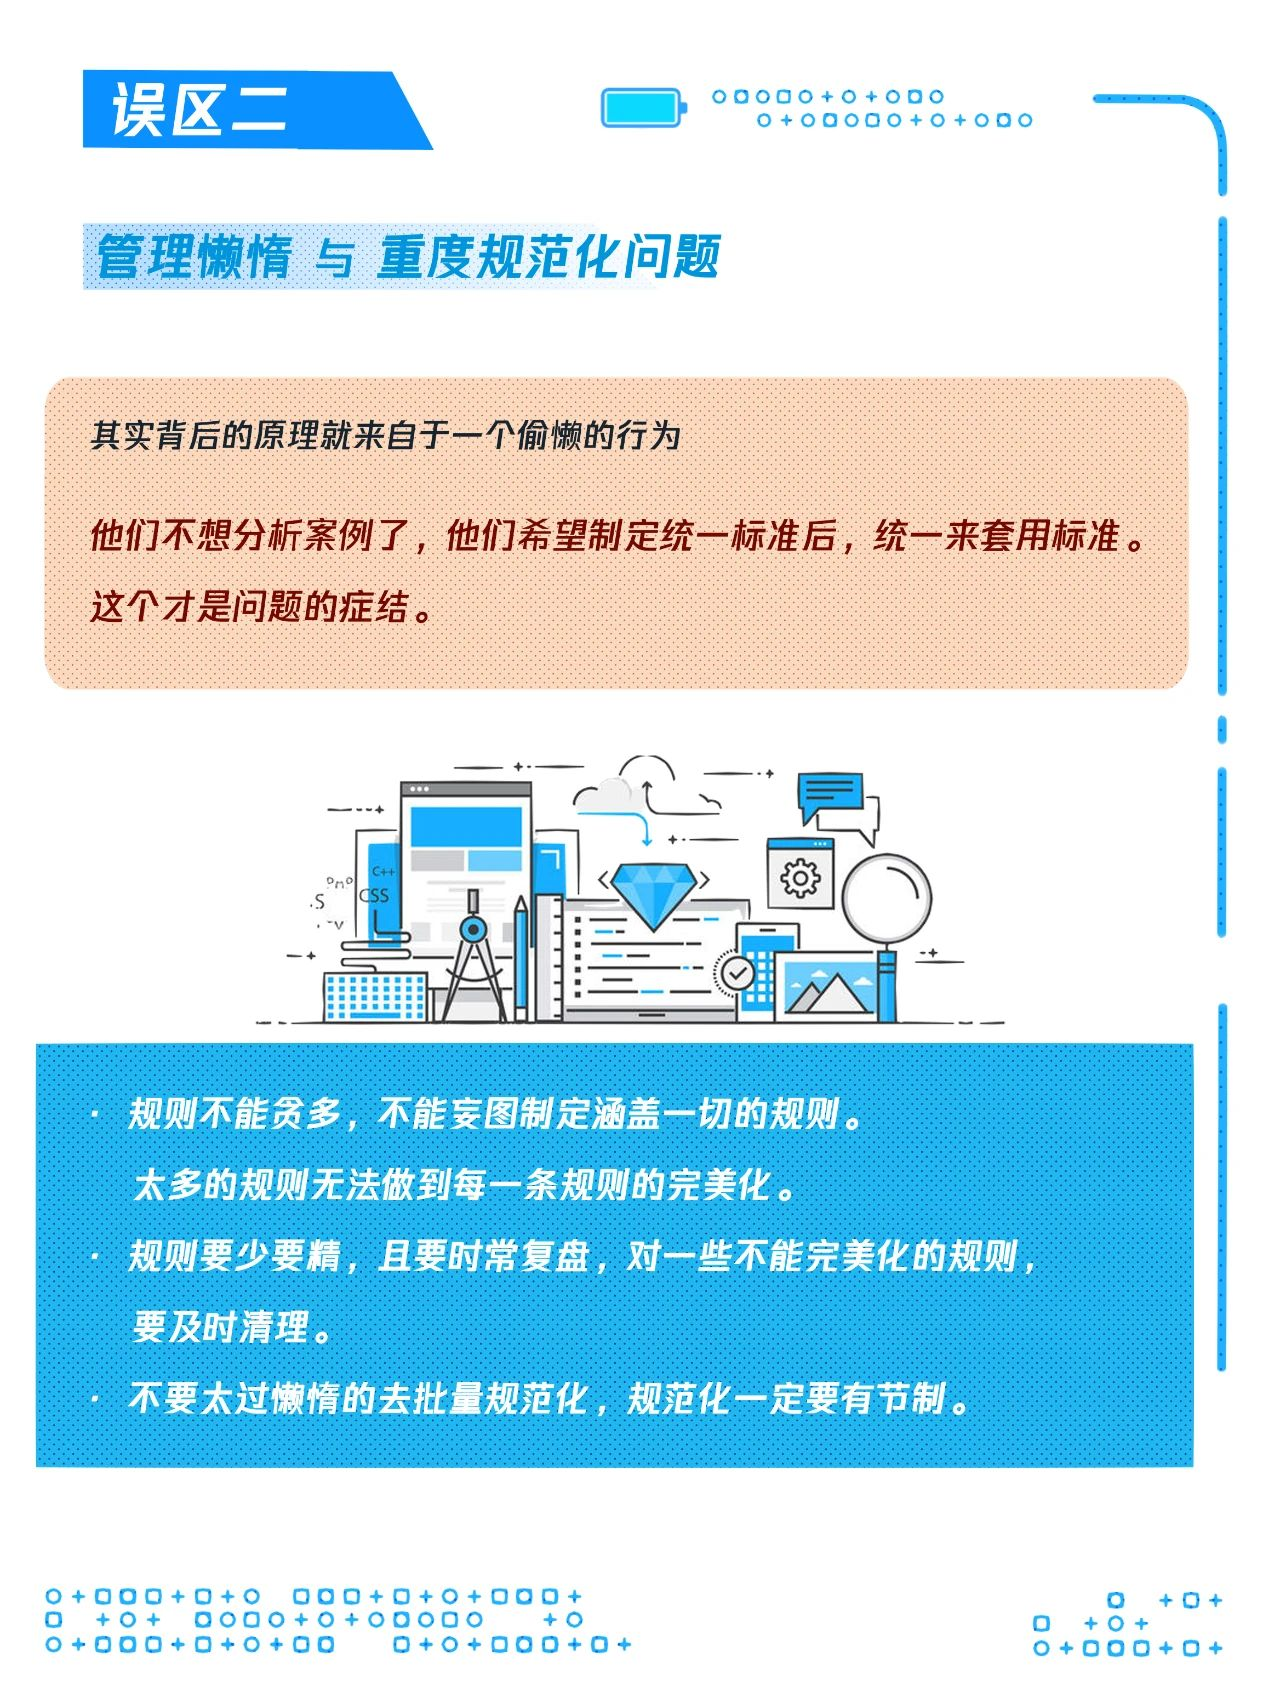 误区二
管理懒惰 与 重度规范化问题
其实背后的原理就来自于一个偷懒的行为
他们不想分析案例了，他们希望制定统一标准后，统一来套用标准。
这个才是问题的症结。
C++
CSS
· 规则不能贪多，不能妄图制定涵盖一切的规则。
太多的规则无法做到每一条规则的完美化。
· 规则要少要精，且要时常复盘，对一些不能完美化的规则，
要及时清理。
· 不要太过懒惰的去批量规范化，规范化一定要有节制。